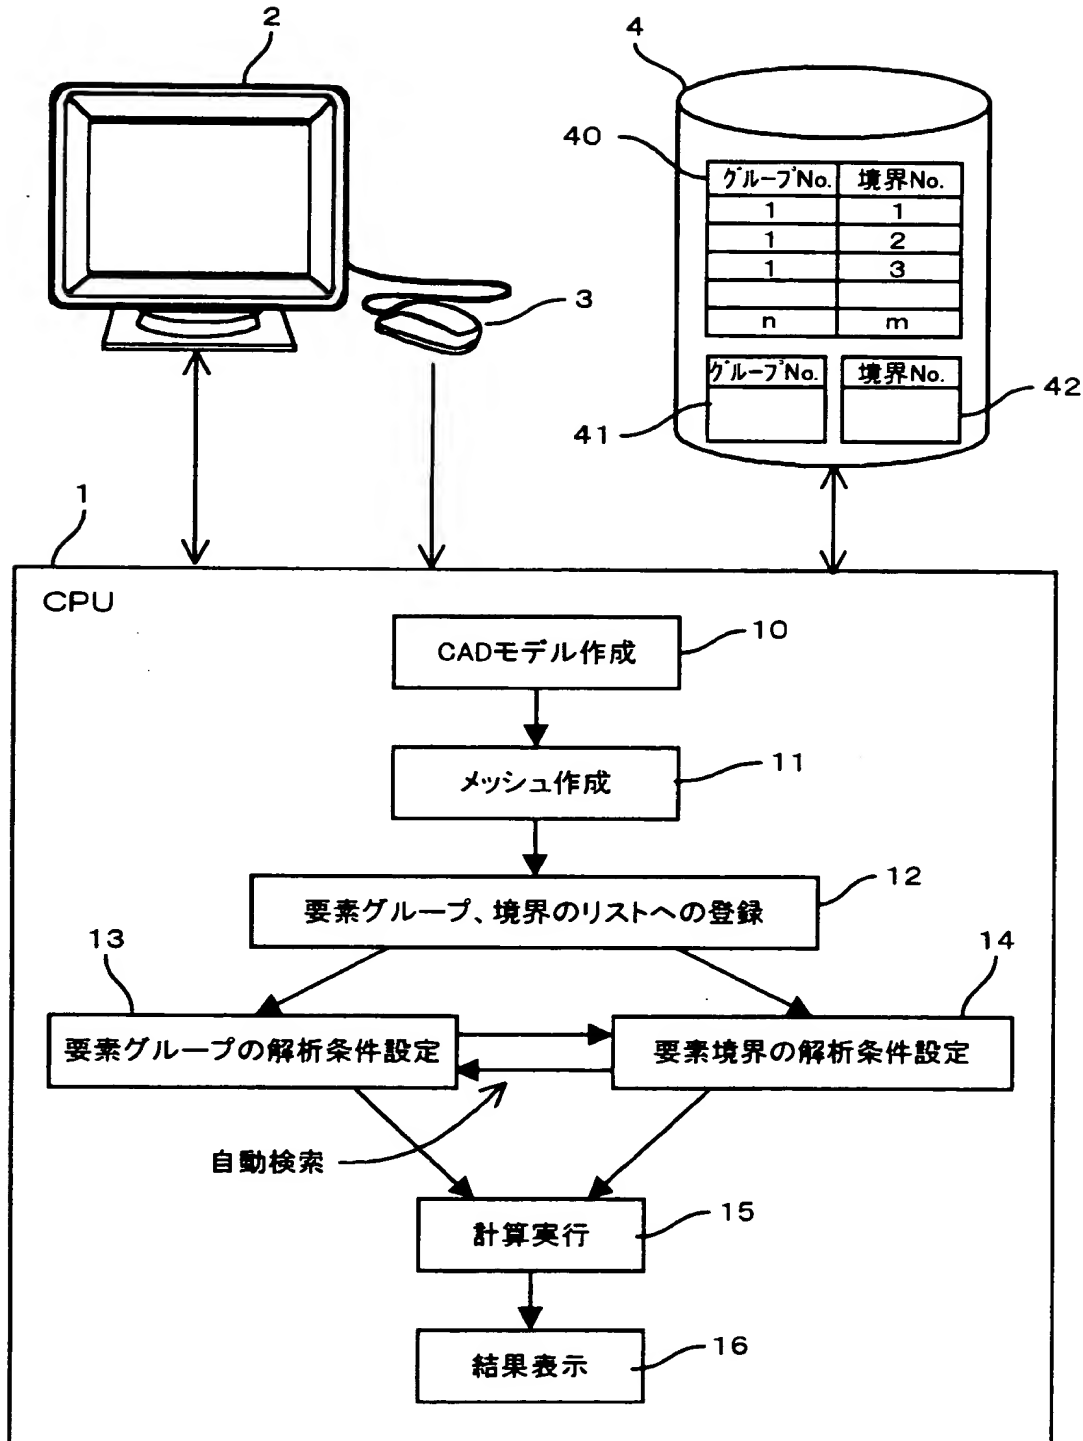 2
4
40
グループNo. 境界No.
1 1
1 2
1 3
n m
3
グループNo. 境界No.
42
41
1
CPU
CADモデル作成
10
メッシュ作成
11
要素グループ、境界のリストへの登録
12
13
14
要素グループの解析条件設定
要素境界の解析条件設定
自動検索
計算実行
15
結果表示
16